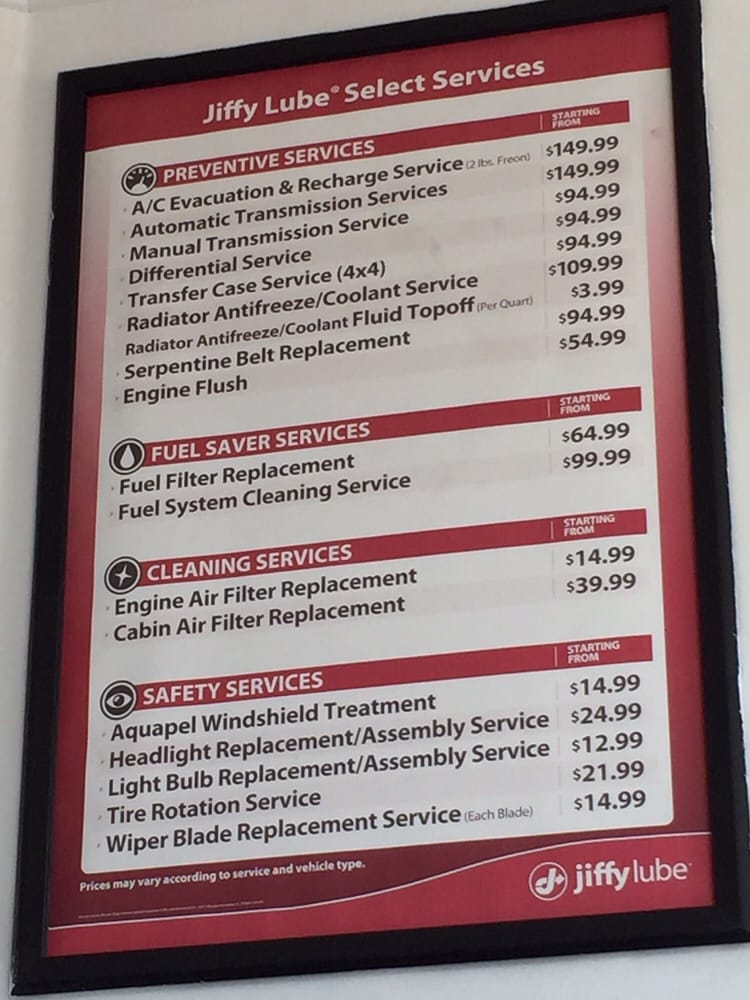 Jiffy Lube® Select Services
PREVENTIVE SERVICES STARTING FROM
A/C Evacuation & Recharge Service (2 lbs. Freon) $149.99
Automatic Transmission Services $149.99
Manual Transmission Service $94.99
Differential Service $94.99
Transfer Case Service (4x4) $94.99
Radiator Antifreeze/Coolant Service $109.99
Radiator Antifreeze/Coolant Fluid Topoff (Per Quart) $3.99
Serpentine Belt Replacement $94.99
Engine Flush $54.99
FUEL SAVER SERVICES STARTING FROM
Fuel Filter Replacement $64.99
Fuel System Cleaning Service $99.99
CLEANING SERVICES STARTING FROM
Engine Air Filter Replacement $14.99
Cabin Air Filter Replacement $39.99
SAFETY SERVICES STARTING FROM
Aquapel Windshield Treatment $14.99
Headlight Replacement/Assembly Service $24.99
Light Bulb Replacement/Assembly Service $12.99
Tire Rotation Service $21.99
Wiper Blade Replacement Service (Each Blade) $14.99
Prices may vary according to service and vehicle type.
jiffy lube®